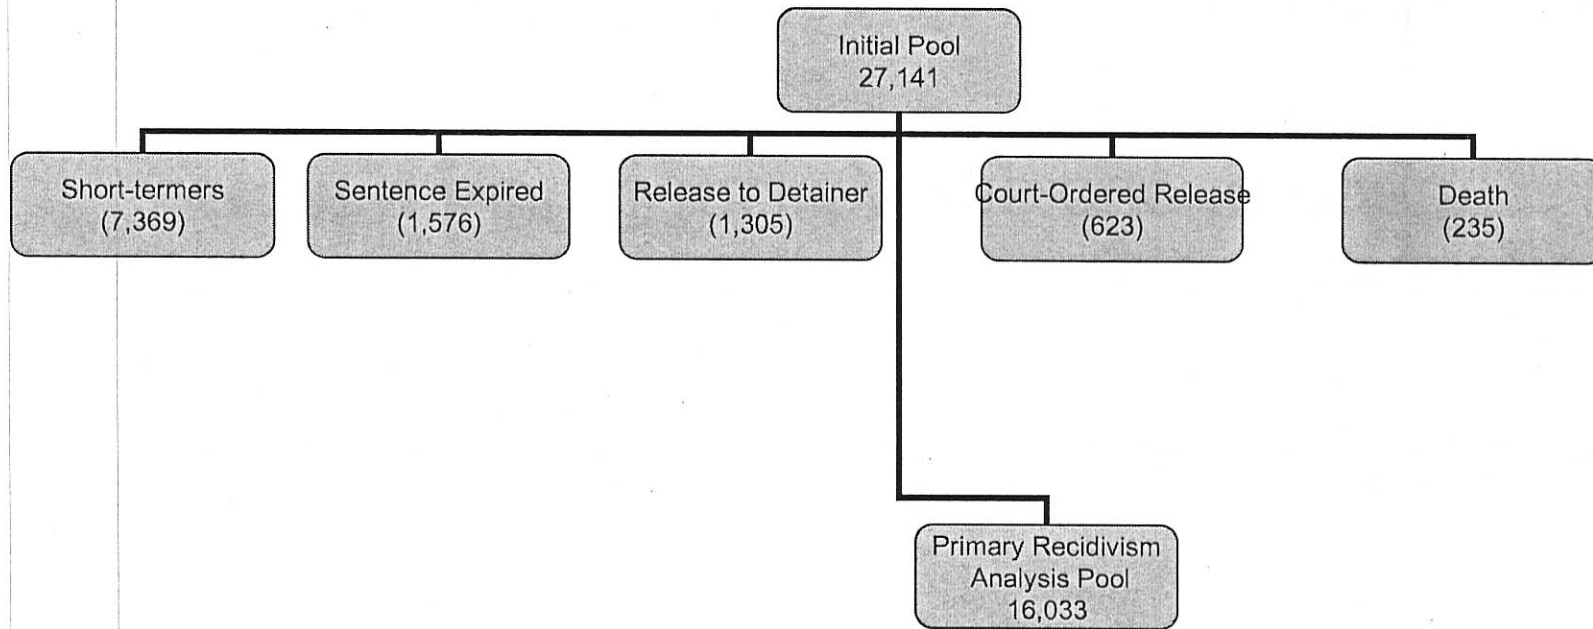 Initial Pool
27,141
Short-termers
(7,369)
Sentence Expired
(1,576)
Release to Detainer
(1,305)
Court-Ordered Release
(623)
Death
(235)
Primary Recidivism
Analysis Pool
16,033